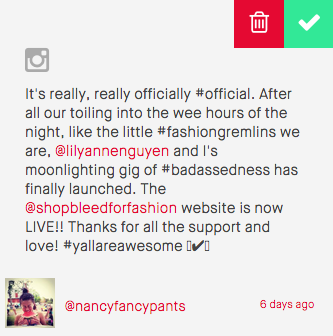 It's really, really officially #official. After
all our toiling into the wee hours of the
night, like the little #fashiongremlins we
are, @lilyannenguyen and I's
moonlighting gig of #badassedness has
finally launched. The
@shopbleedforfashion website is now
LIVE!! Thanks for all the support and
love! #yallareawesome ▯✔▯
@nancyfancypants
6 days ago